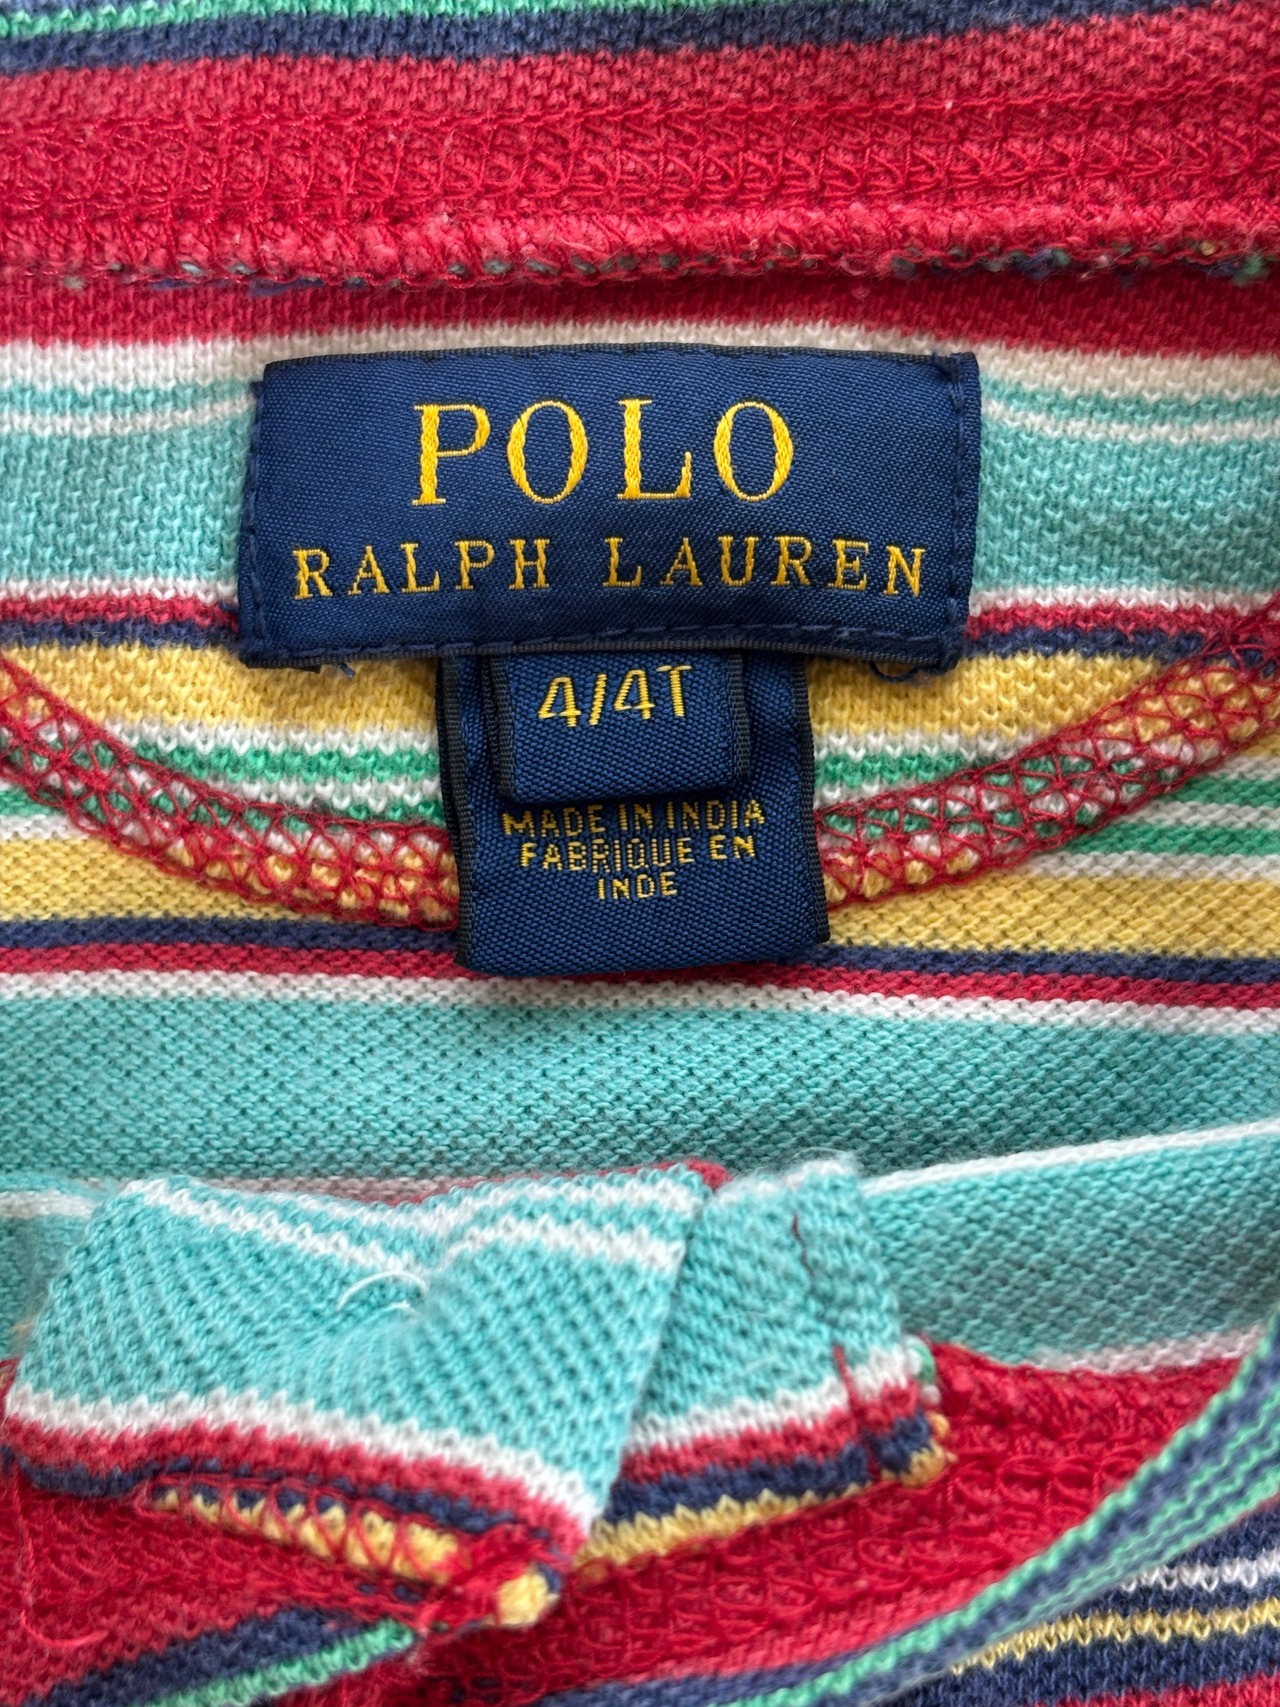 POLO
RALPH LAUREN
4/4T
MADE IN INDIA
FABRIQUE EN
INDE